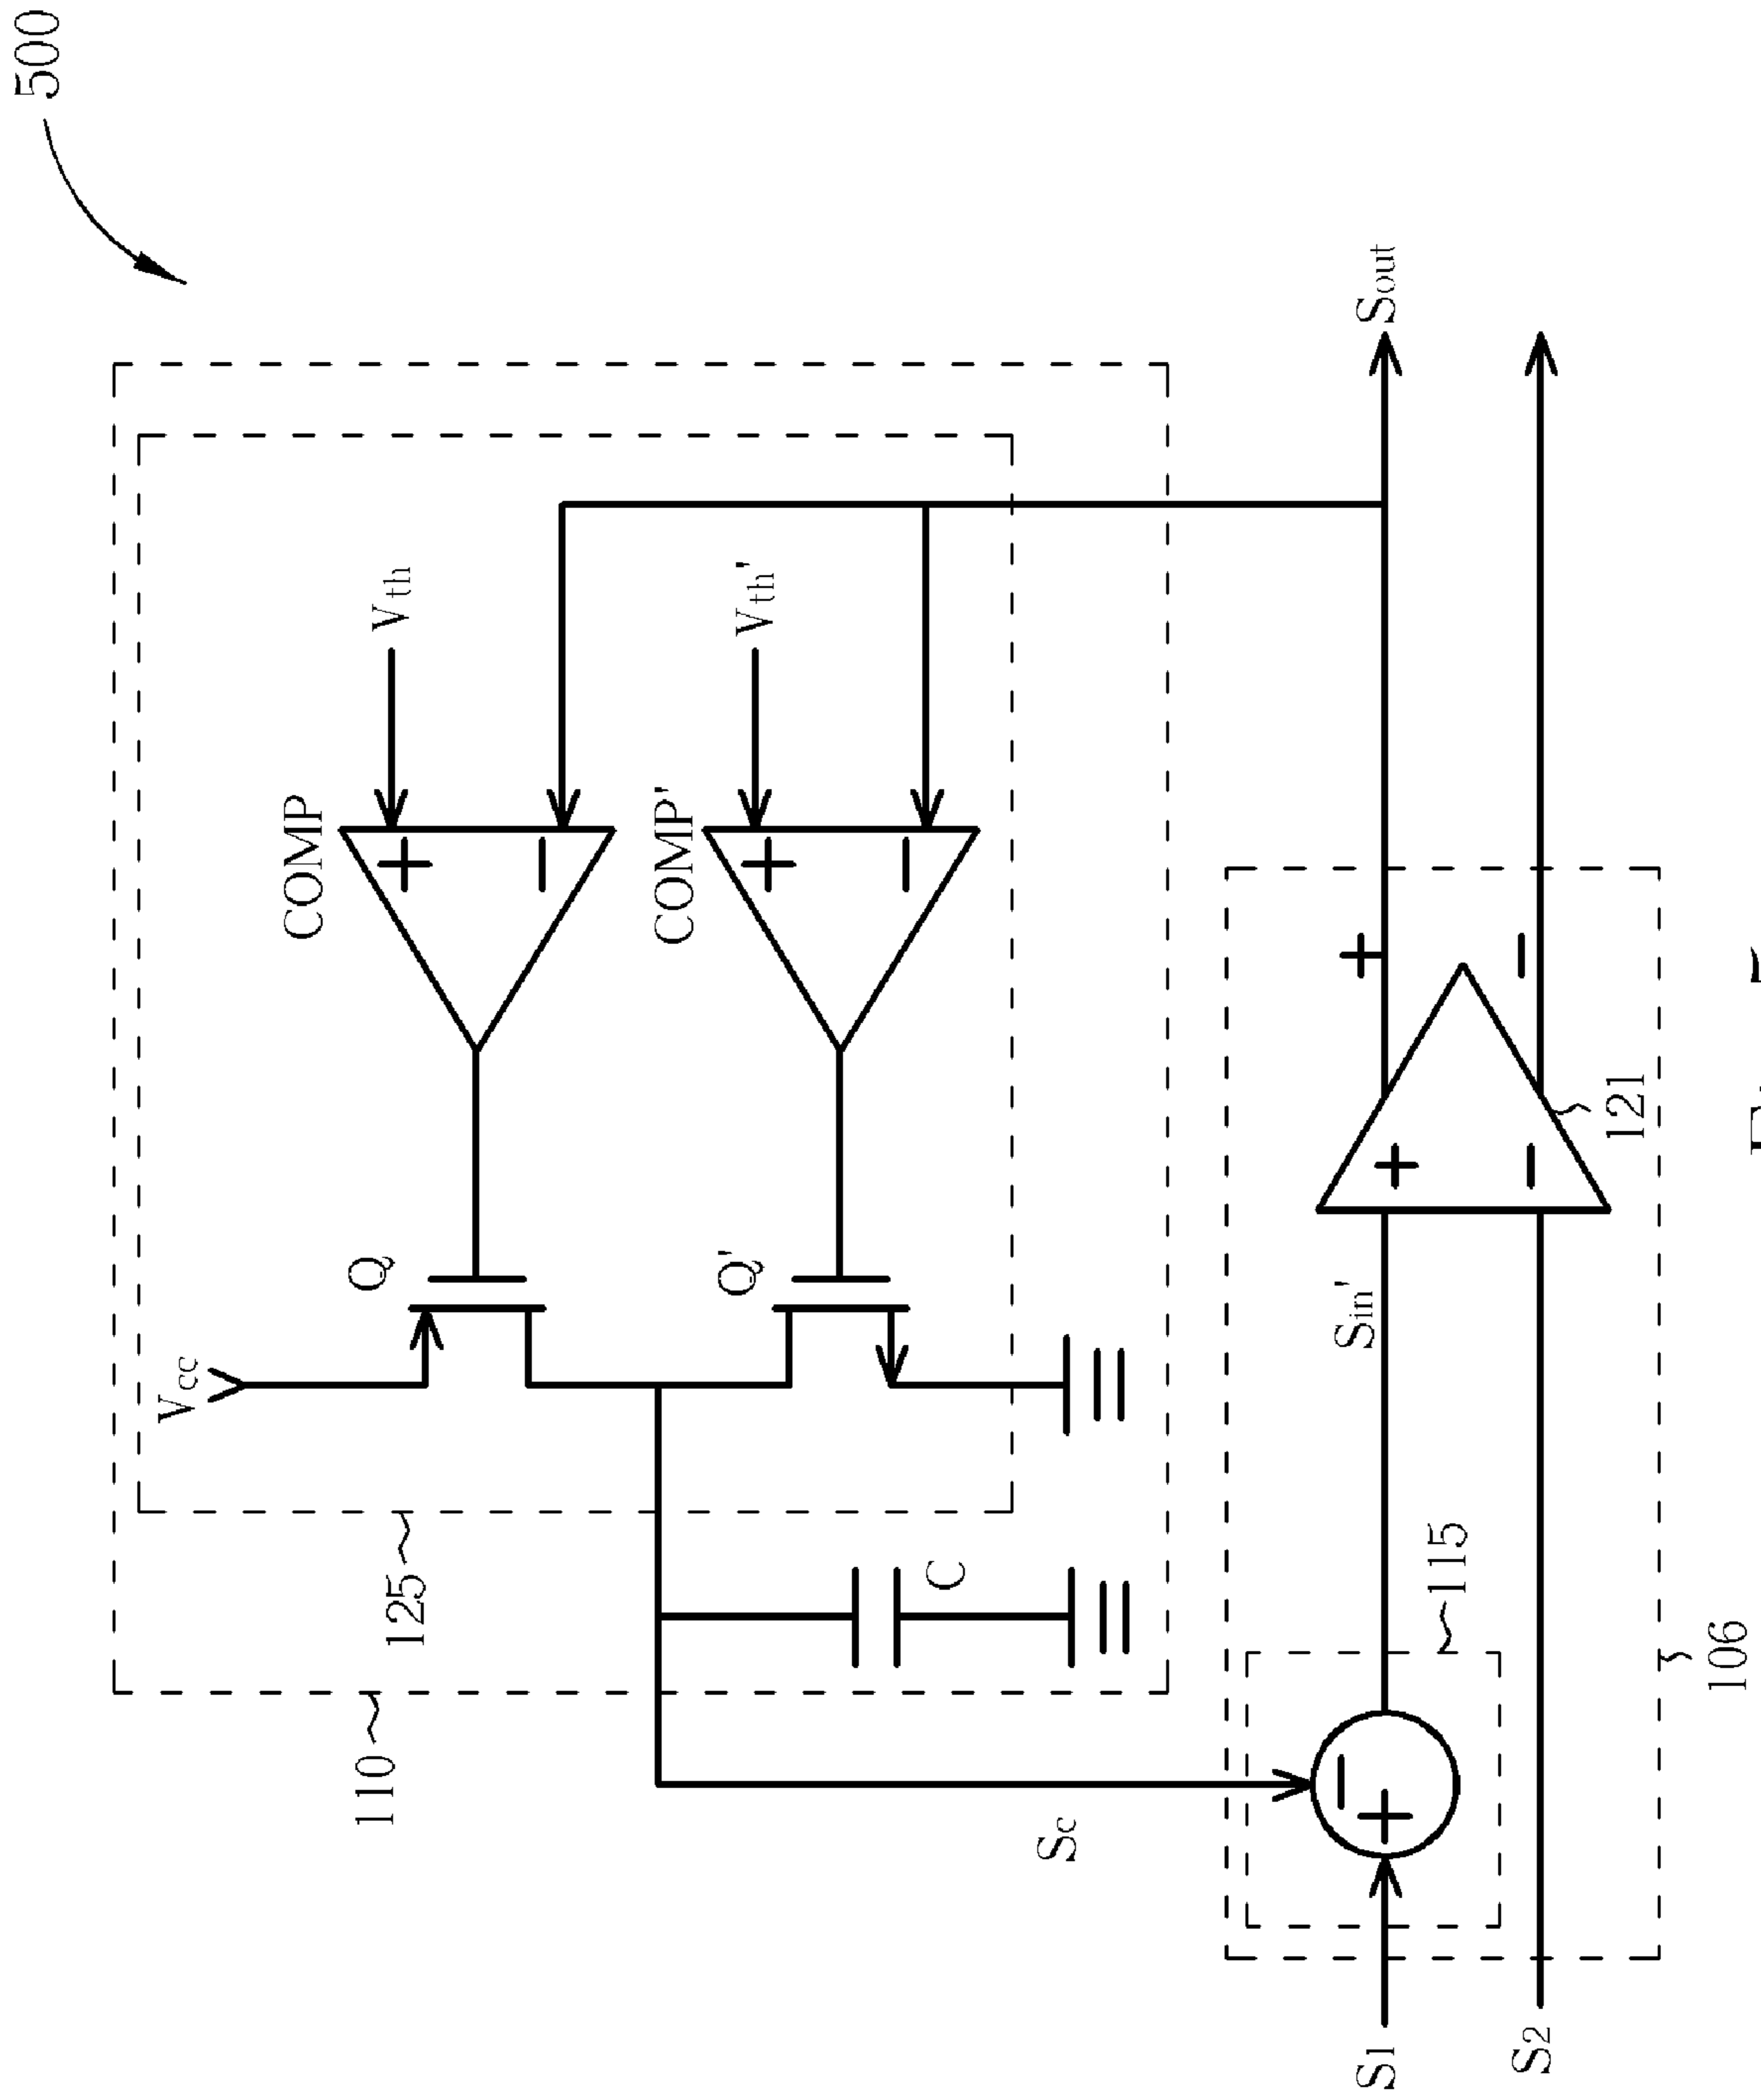 500
Vcc
Q
COMP
Vth
Q'
COMP'
Vth'
125
110
C
Sc
S1
115
Sin'
+
-
Sout
S2
121
106